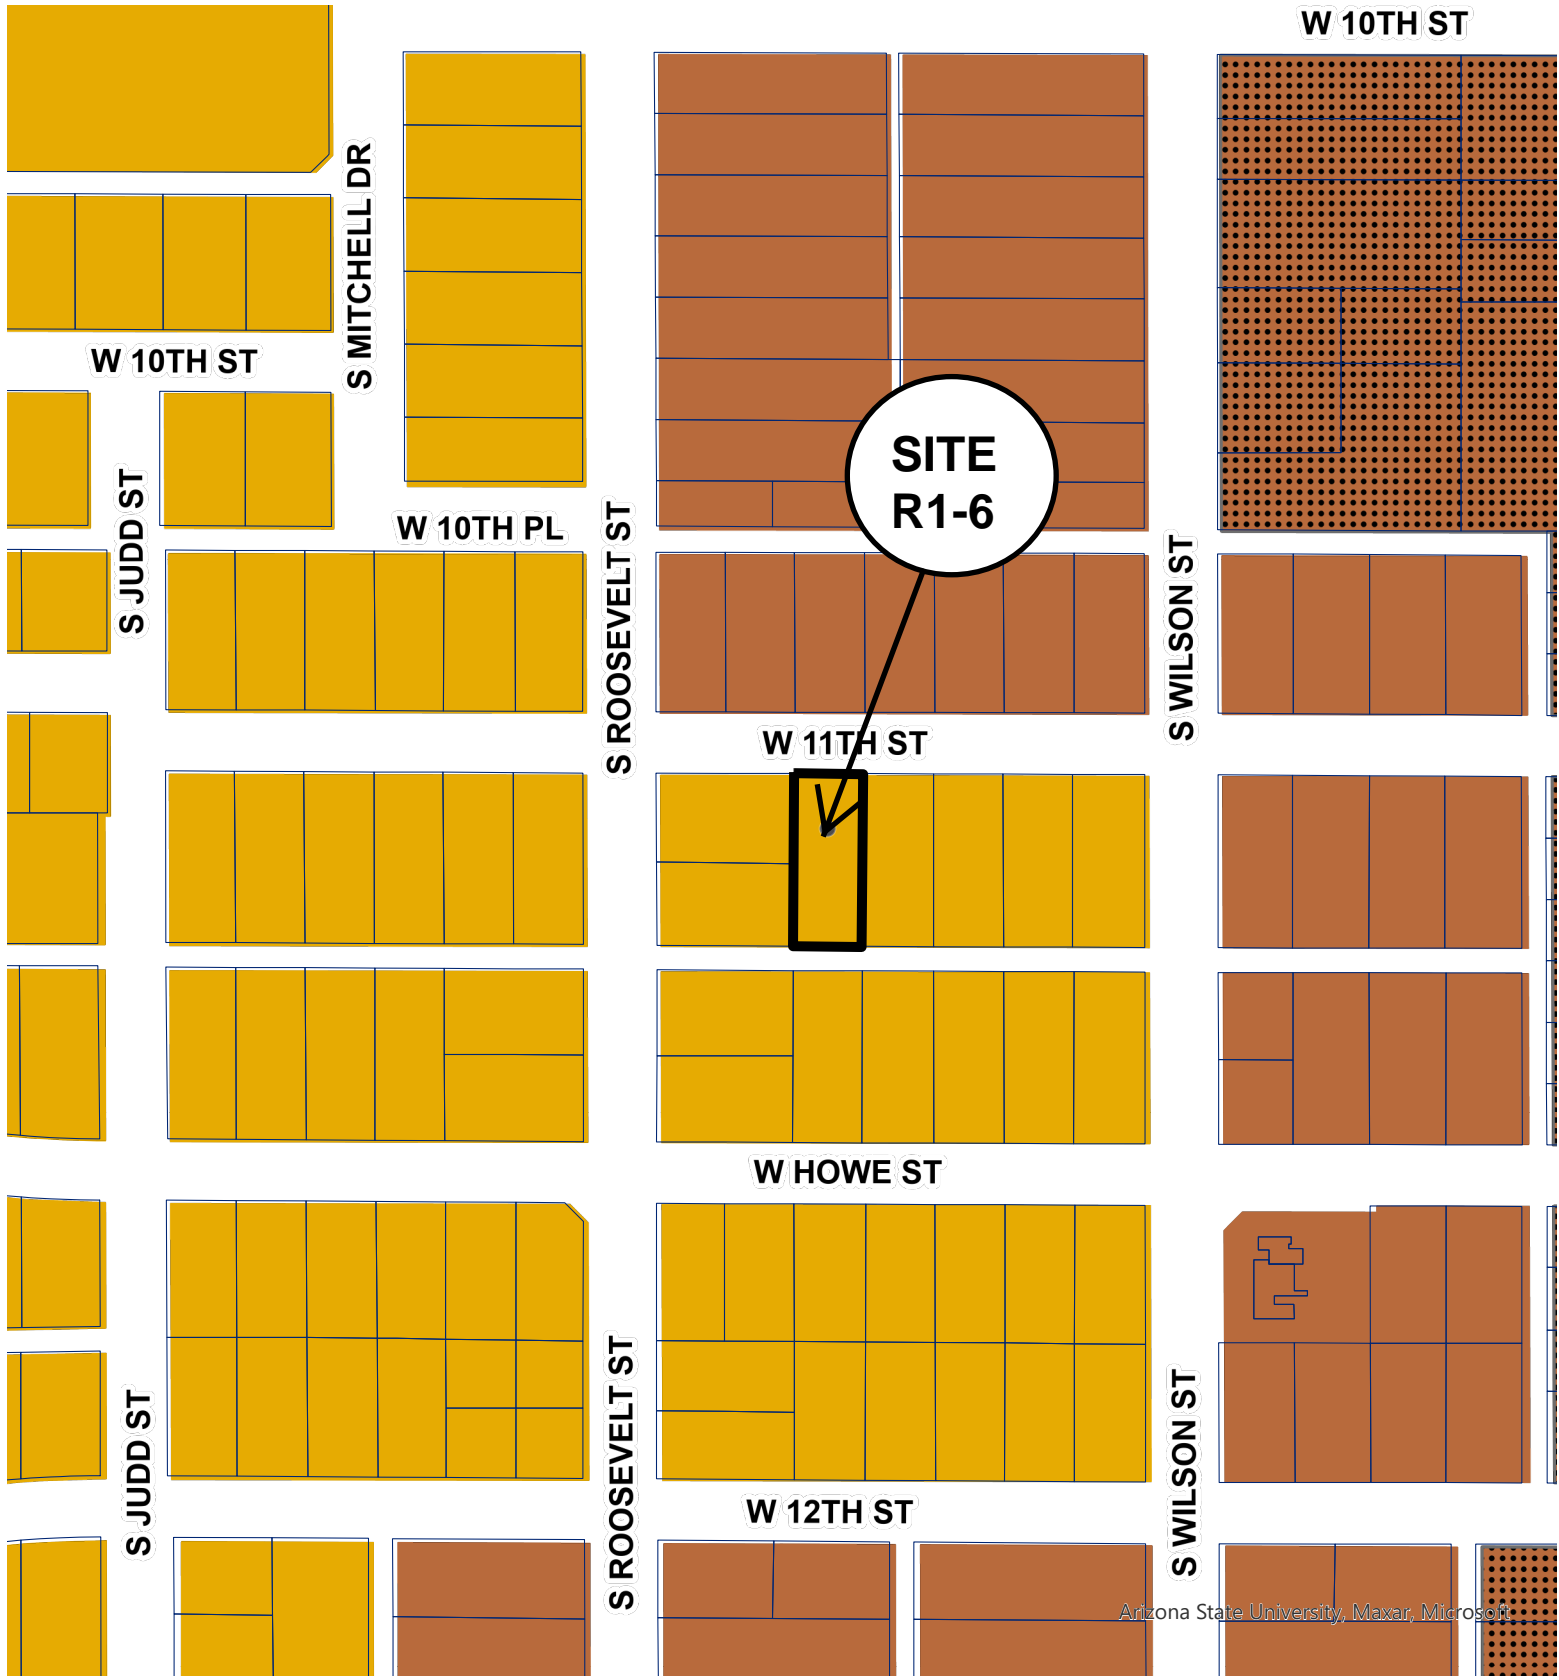 W 10TH ST
S MITCHELL DR
W 10TH ST
SITE
R1-6
S JUDD ST
W 10TH PL
S ROOSEVELT ST
S WILSON ST
W 11TH ST
W HOWE ST
S JUDD ST
S ROOSEVELT ST
S WILSON ST
W 12TH ST
Arizona State University, Maxar, Microsoft